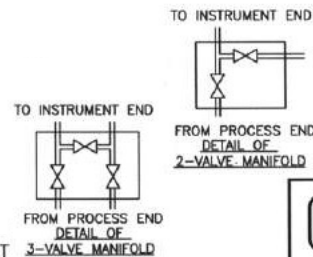 TO INSTRUMENT END
FROM PROCESS END
DETAIL OF
2-VALVE MANIFOLD
TO INSTRUMENT END
FROM PROCESS END
DETAIL OF
T 3-VALVE MANIFOLD